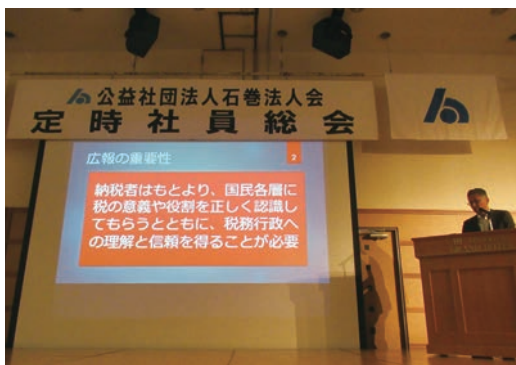 公益社団法人石巻法人会
定時社員総会
広報の重要性
2
納税者はもとより、国民各層に
税の意義や役割を正しく認識し
てもらうとともに、税務行政へ
の理解と信頼を得ることが必要